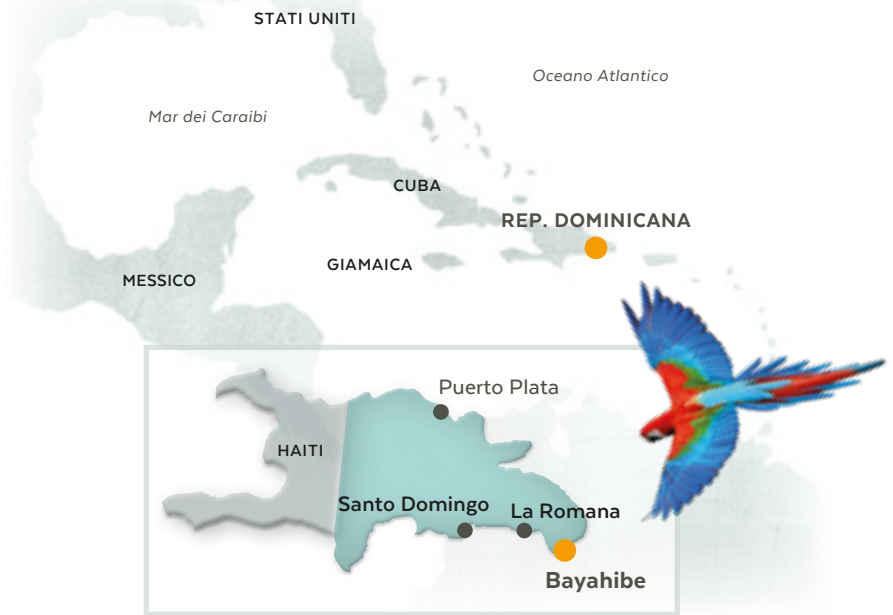 STATI UNITI
Oceano Atlantico
Mar dei Caraibi
CUBA
REP. DOMINICANA
GIAMAICA
MESSICO
Puerto Plata
HAITI
Santo Domingo
La Romana
Bayahibe